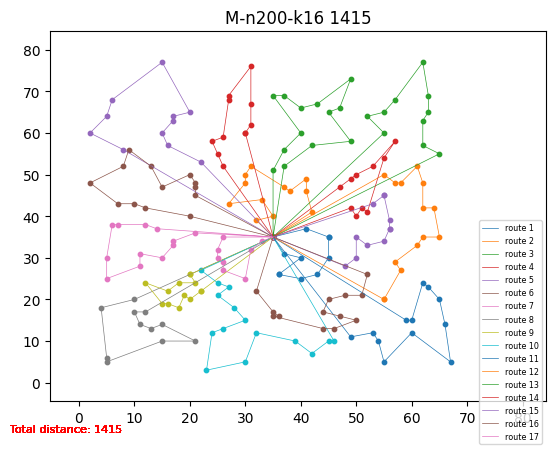 M-n200-k16 1415
80
70
60
50
40
30
20
10
0
0
10
20
30
40
50
60
70
80
route 1
route 2
route 3
route 4
route 5
route 6
route 7
route 8
route 9
route 10
route 11
route 12
route 13
route 14
route 15
route 16
route 17
Total distance: 1415